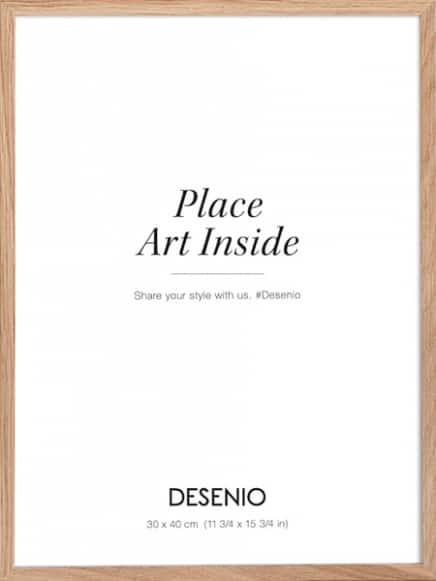 Place
Art Inside
Share your style with us. #Desenio
DESENIO
30 x 40 cm (11 3/4 x 15 3/4 in)